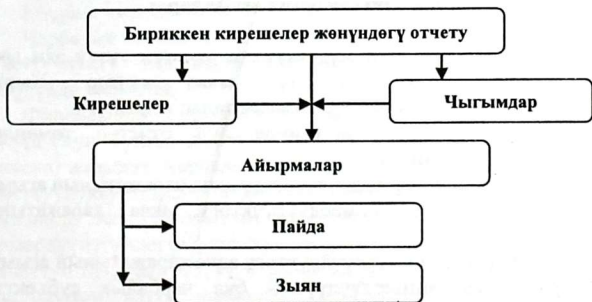 Бириккен кирешелер жөнүндөгү отчету
Кирешелер
Чыгымдар
Айырмалар
Пайда
Зыян